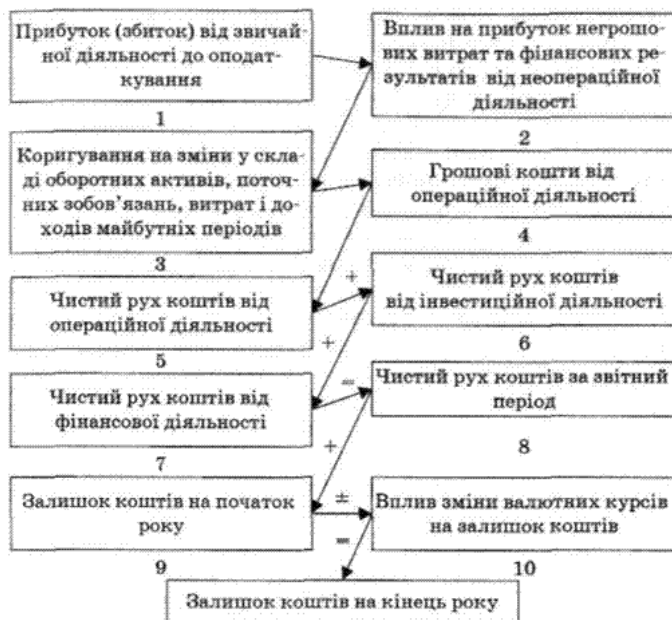 Прибуток (збиток) від звичай-
ної діяльності до оподат-
кування
1
Вплив на прибуток негрошо-
вих витрат та фінансових ре-
зультатів від неопераційної
діяльності
2
Коригування на зміни у скла-
ді оборотних активів, поточ-
них зобов’язань, витрат і до-
ходів майбутніх періодів
3
Грошові кошти від
операційної діяльності
4
Чистий рух коштів від
операційної діяльності
5
+
Чистий рух коштів
від інвестиційної діяльності
6
+
Чистий рух коштів від
фінансової діяльності
7
=
Чистий рух коштів за звітний
період
8
+
Залишок коштів на початок
року
9
±
Вплив зміни валютних курсів
на залишок коштів
10
=
Залишок коштів на кінець року